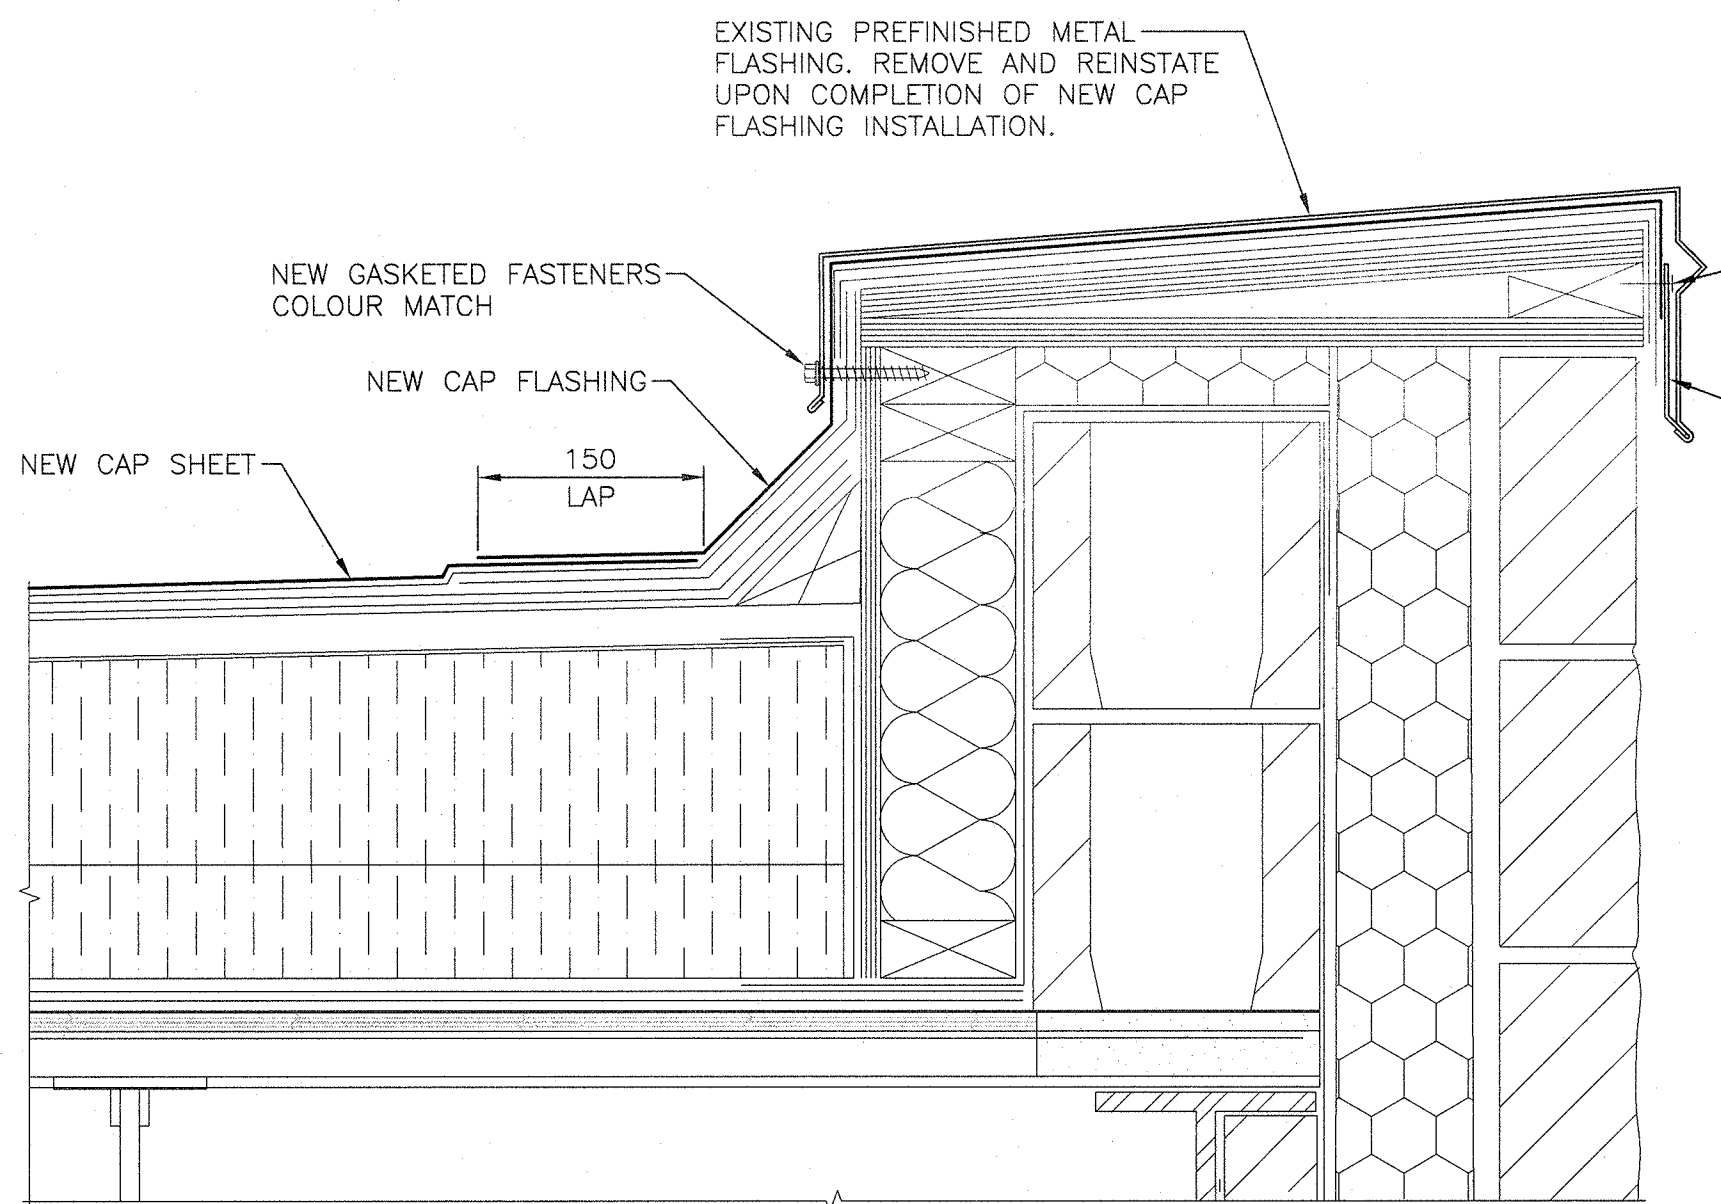 EXISTING PREFINISHED METAL
FLASHING. REMOVE AND REINSTATE
UPON COMPLETION OF NEW CAP
FLASHING INSTALLATION.
NEW GASKETED FASTENERS
COLOUR MATCH
NEW CAP FLASHING
NEW CAP SHEET
150
LAP